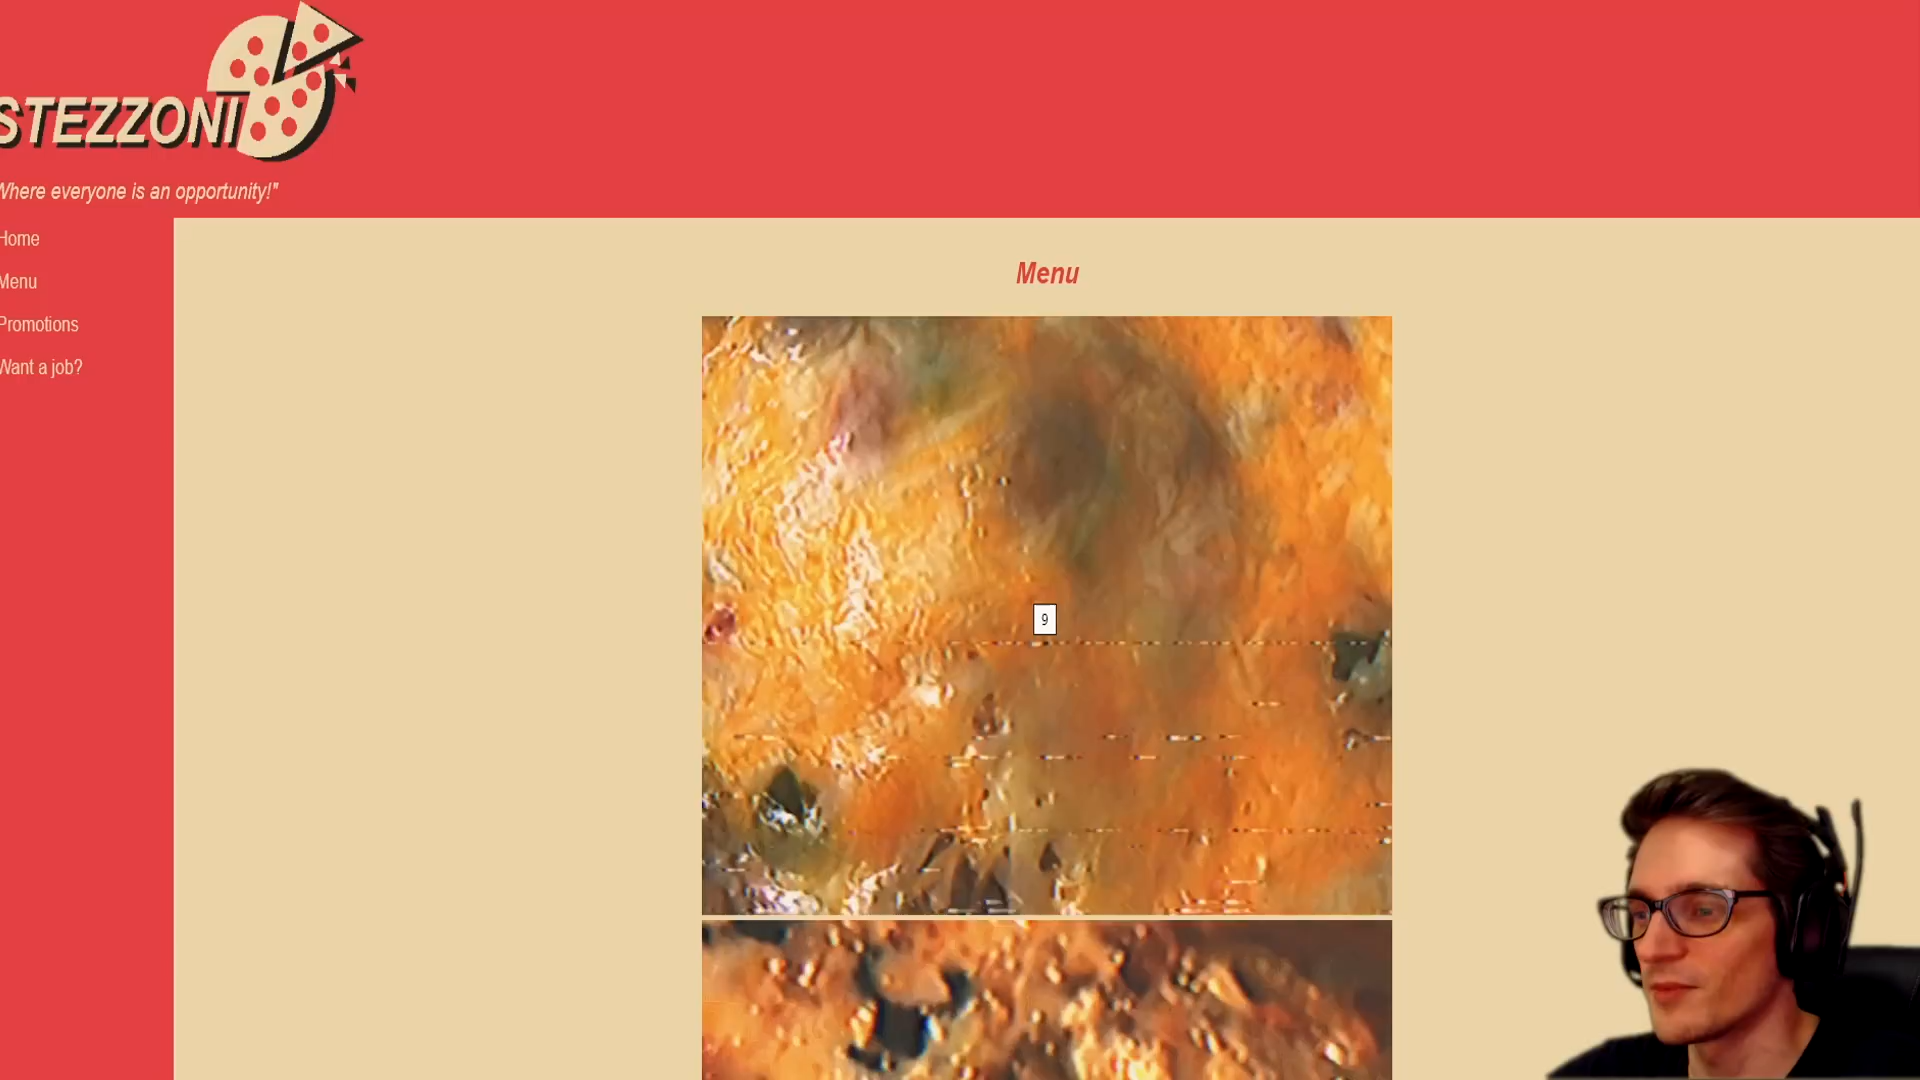 STEZZONI
Where everyone is an opportunity!"
Home
Menu
Promotions
Want a job?
Menu
9